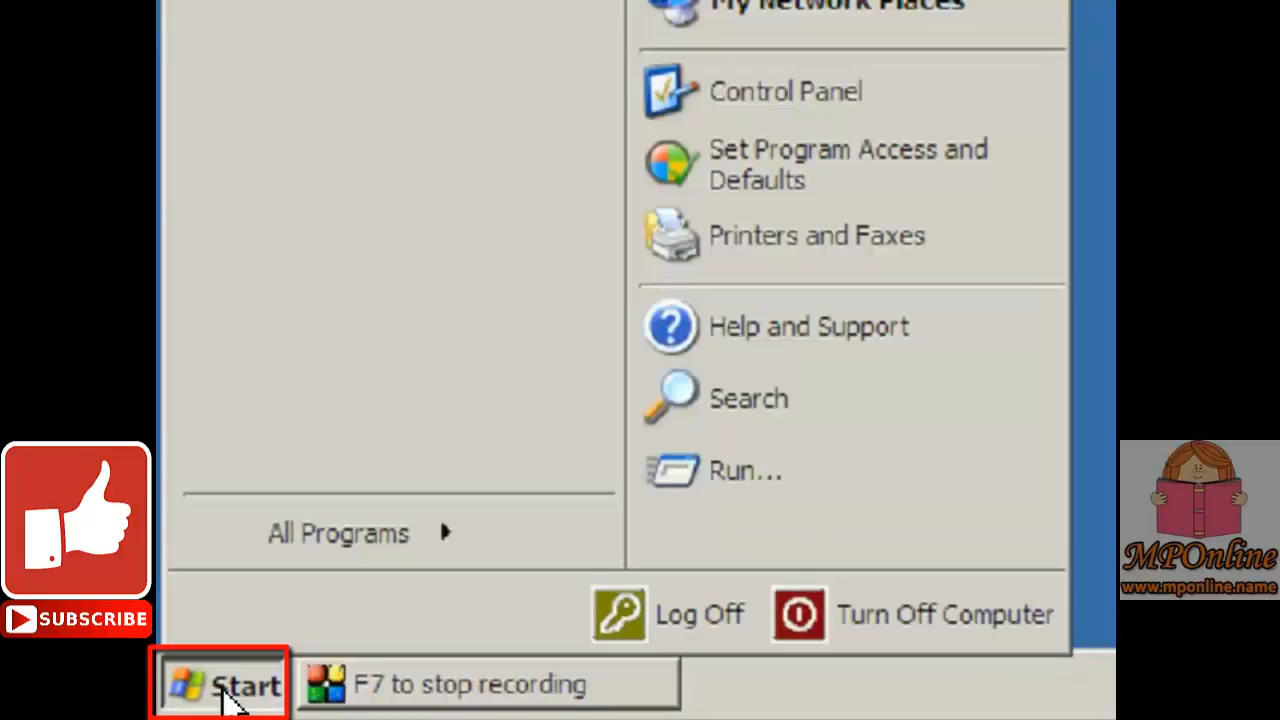 My Network Places
Control Panel
Set Program Access and
Defaults
Printers and Faxes
Help and Support
Search
Run...
All Programs
Log Off
Turn Off Computer
SUBSCRIBE
MPOnline
www.mponline.name
Start
F7 to stop recording